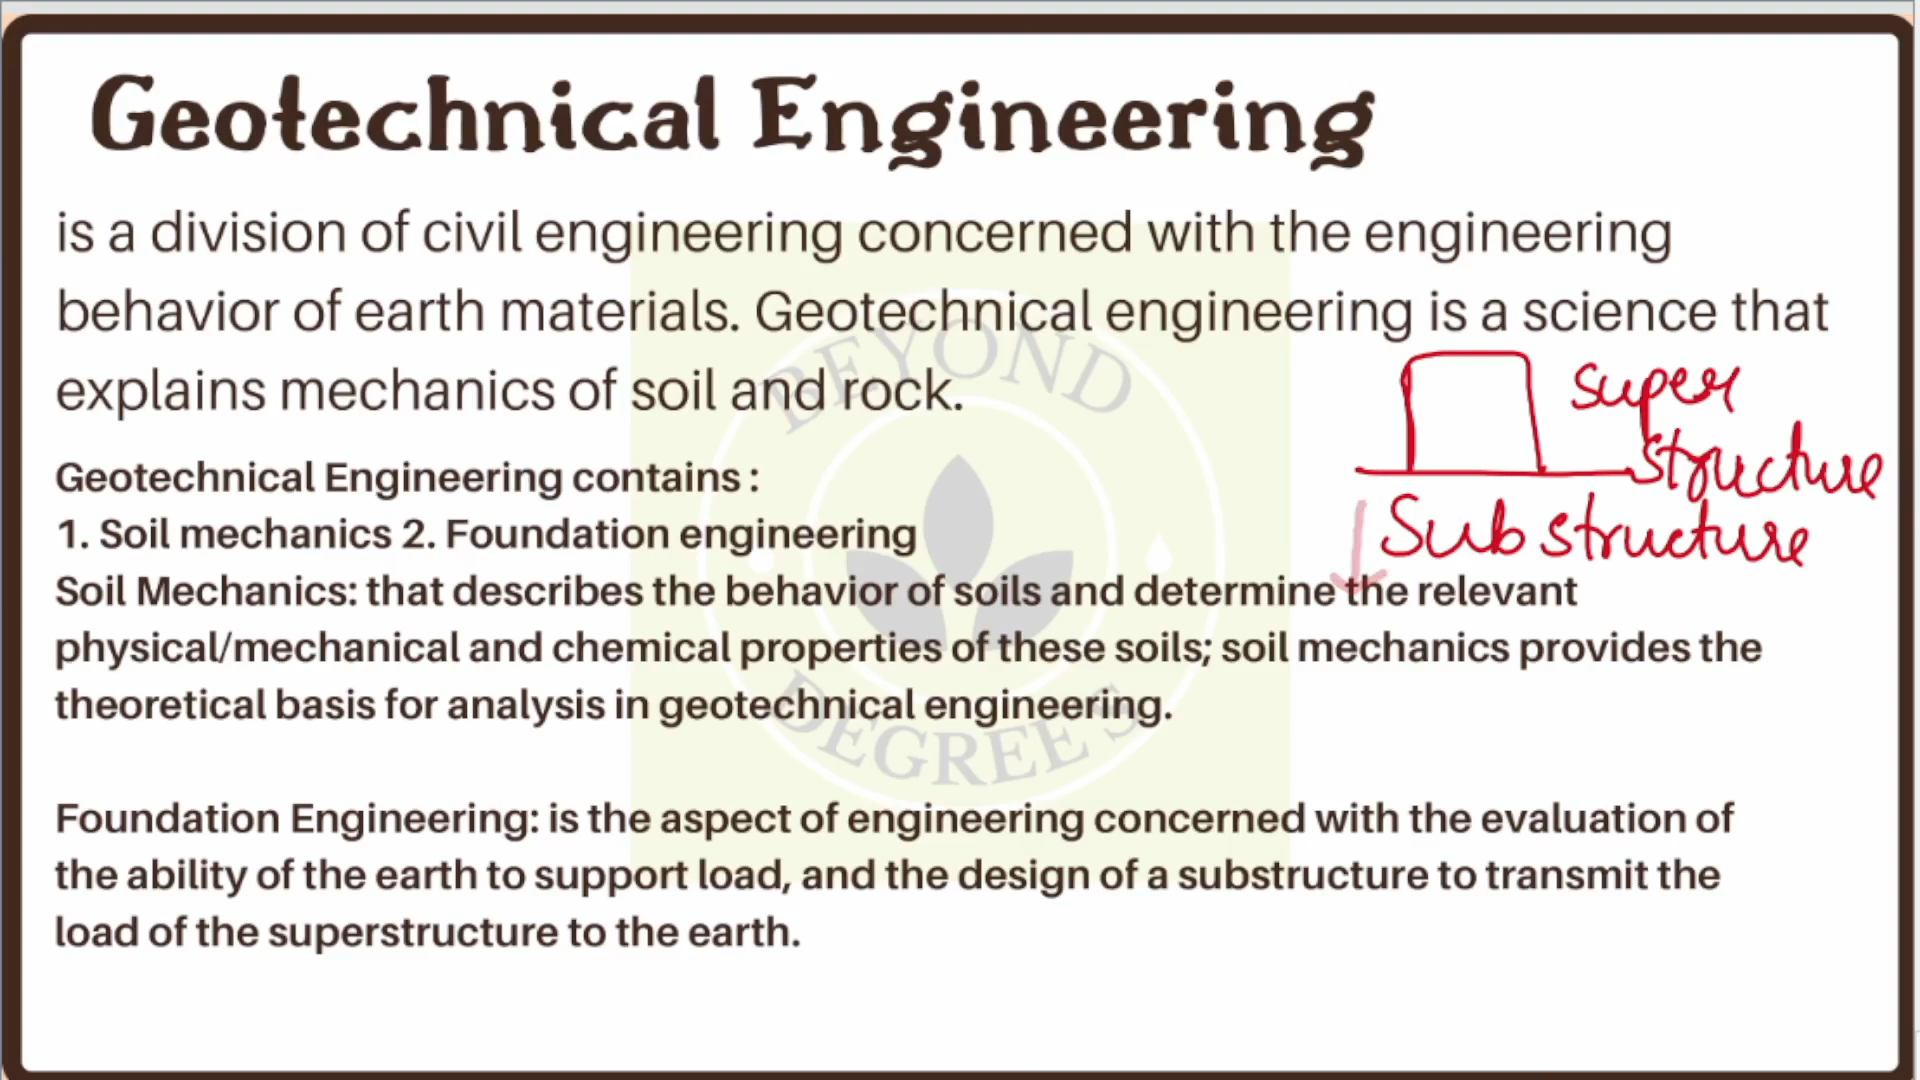 Geotechnical Engineering
is a division of civil engineering concerned with the engineering
behavior of earth materials. Geotechnical engineering is a science that
explains mechanics of soil and rock.
super
structure
Substructure
Geotechnical Engineering contains :
1. Soil mechanics 2. Foundation engineering
Soil Mechanics: that describes the behavior of soils and determine the relevant
physical/mechanical and chemical properties of these soils; soil mechanics provides the
theoretical basis for analysis in geotechnical engineering.
Foundation Engineering: is the aspect of engineering concerned with the evaluation of
the ability of the earth to support load, and the design of a substructure to transmit the
load of the superstructure to the earth.
BEYOND
DEGREE'S